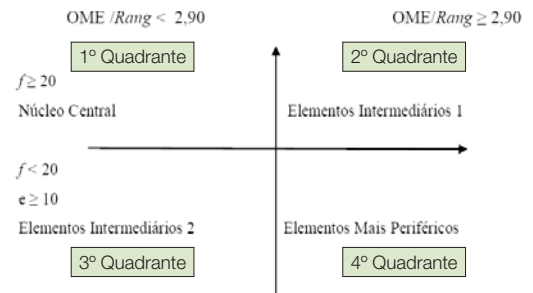 OME /Rang < 2,90 OME/Rang ≥ 2,90
1º Quadrante 2º Quadrante
f ≥ 20
Núcleo Central Elementos Intermediários 1
f < 20
e ≥ 10
Elementos Intermediários 2 Elementos Mais Periféricos
3º Quadrante 4º Quadrante